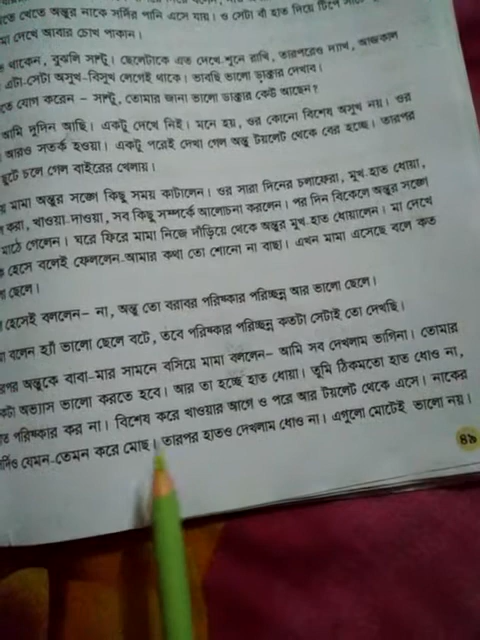 খেতে খেতে অন্তুর নাকে সর্দির পানি এসে যায়। ও সেটা বাঁ হাত দিয়ে
মা দেখে আবার চোখ পাকান।
থাকেন, বুঝলি সন্টু। ছেলেটাকে এত দেখে-শুনে রাখি, তারপরেও দ্যাখ, আজকাল
এটা-সেটা অসুখ-বিসুখ লেগেই থাকে। ভাবছি ভালো ডাক্তার দেখাব।
যোগ করেন – সন্টু, তোমার জানা ভালো ডাক্তার কেউ আছেন?
আমি দুদিন আছি। একটু দেখে নিই। মনে হয়, ওর কোনো বিশেষ অসুখ নয়। ওর
আরও সতর্ক হওয়া। একটু পরেই দেখা গেল অন্তু টয়লেট থেকে বের হচ্ছে। তারপর
ছুটে চলে গেল বাইরের খেলায়।
মামা অন্তুর সঙ্গে কিছু সময় কাটালেন। ওর সারা দিনের চলাফেরা, মুখ-হাত ধোয়া,
করা, খাওয়া-দাওয়া, সব কিছু সম্পর্কে আলোচনা করলেন। পর দিন বিকেলে অন্তুর সঙ্গে
মাঠে গেলেন। ঘরে ফিরে মামা নিজে দাঁড়িয়ে থেকে অন্তুর মুখ-হাত ধোয়ালেন। মা দেখে
হেসে বলেই ফেললেন-আমার কথা তো শোনো না বাছা। এখন মামা এসেছে বলে কত
ছেলে।
হেসেই বললেন– না, অন্তু তো বরাবর পরিষ্কার পরিচ্ছন্ন আর ভালো ছেলে।
বলেন হ্যাঁ ভালো ছেলে বটে, তবে পরিষ্কার পরিচ্ছন্ন কতটা সেটাই তো দেখছি।
অন্তুকে বাবা-মার সামনে বসিয়ে মামা বললেন– আমি সব দেখলাম ভাগিনা। তোমার
অভ্যাস ভালো করতে হবে। আর তা হচ্ছে হাত ধোয়া। তুমি ঠিকমতো হাত ধোও না,
পরিষ্কার কর না। বিশেষ করে খাওয়ার আগে ও পরে আর টয়লেট থেকে এসে। নাকের
যেমন-তেমন করে মোছ। তারপর হাতও দেখলাম ধোও না। এগুলো মোটেই ভালো নয়।
৪৯